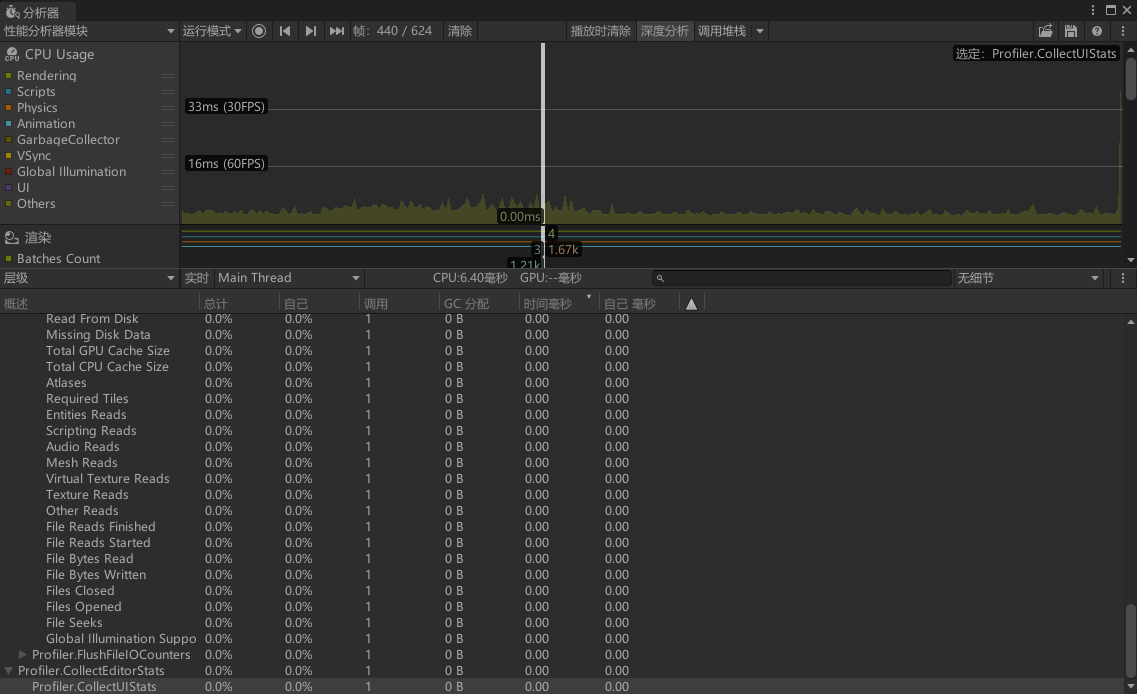 分析器
性能分析器模块 运行模式 帧: 440 / 624 清除 播放时清除 深度分析 调用堆栈
CPU Usage
选定: Profiler.CollectUIStats
Rendering
Scripts
Physics
33ms (30FPS)
Animation
GarbageCollector
VSync
16ms (60FPS)
Global Illumination
UI
Others
0.00ms
渲染
4
3 1.67k
Batches Count
1.21k
层级 实时 Main Thread CPU:6.40毫秒 GPU:--毫秒 无细节
概述 总计 自己 调用 GC 分配 时间毫秒 自己 毫秒
Read From Disk 0.0% 0.0% 1 0 B 0.00 0.00
Missing Disk Data 0.0% 0.0% 1 0 B 0.00 0.00
Total GPU Cache Size 0.0% 0.0% 1 0 B 0.00 0.00
Total CPU Cache Size 0.0% 0.0% 1 0 B 0.00 0.00
Atlases 0.0% 0.0% 1 0 B 0.00 0.00
Required Tiles 0.0% 0.0% 1 0 B 0.00 0.00
Entities Reads 0.0% 0.0% 1 0 B 0.00 0.00
Scripting Reads 0.0% 0.0% 1 0 B 0.00 0.00
Audio Reads 0.0% 0.0% 1 0 B 0.00 0.00
Mesh Reads 0.0% 0.0% 1 0 B 0.00 0.00
Virtual Texture Reads 0.0% 0.0% 1 0 B 0.00 0.00
Texture Reads 0.0% 0.0% 1 0 B 0.00 0.00
Other Reads 0.0% 0.0% 1 0 B 0.00 0.00
File Reads Finished 0.0% 0.0% 1 0 B 0.00 0.00
File Reads Started 0.0% 0.0% 1 0 B 0.00 0.00
File Bytes Read 0.0% 0.0% 1 0 B 0.00 0.00
File Bytes Written 0.0% 0.0% 1 0 B 0.00 0.00
Files Closed 0.0% 0.0% 1 0 B 0.00 0.00
Files Opened 0.0% 0.0% 1 0 B 0.00 0.00
File Seeks 0.0% 0.0% 1 0 B 0.00 0.00
Global Illumination Suppo 0.0% 0.0% 1 0 B 0.00 0.00
Profiler.FlushFileIOCounters 0.0% 0.0% 1 0 B 0.00 0.00
Profiler.CollectEditorStats 0.0% 0.0% 1 0 B 0.00 0.00
Profiler.CollectUIStats 0.0% 0.0% 1 0 B 0.00 0.00